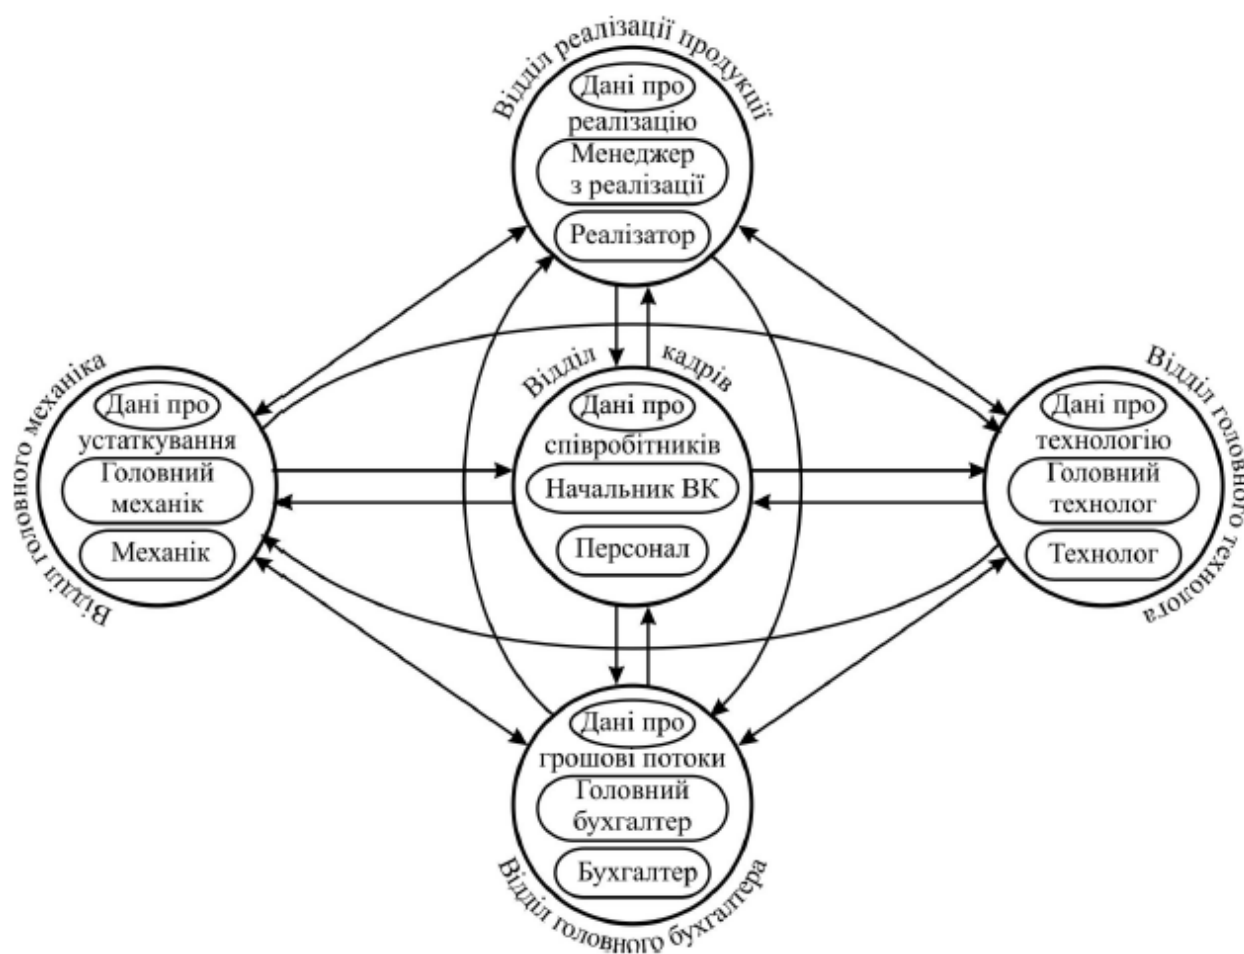 Відділ реалізації продукції
Дані про
реалізацію
Менеджер
з реалізації
Реалізатор
Відділ головного механіка
Дані про
устаткування
Головний
механік
Механік
Відділ кадрів
Дані про
співробітників
Начальник ВК
Персонал
Відділ головного технолога
Дані про
технологію
Головний
технолог
Технолог
Дані про
грошові потоки
Головний
бухгалтер
Бухгалтер
Відділ головного бухгалтера